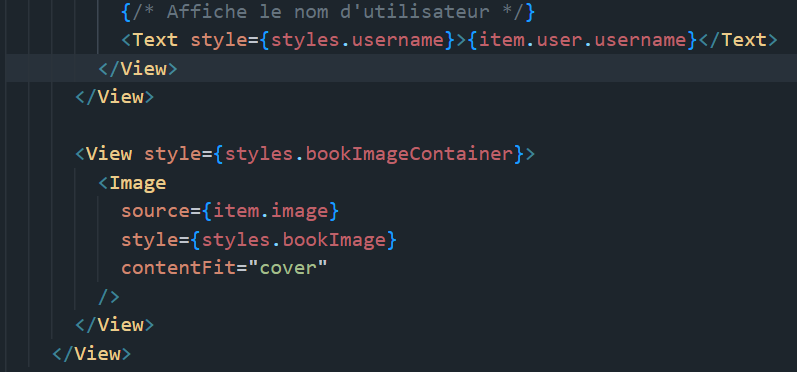 {/* Affiche le nom d'utilisateur */}
<Text style={styles.username}>{item.user.username}</Text>
</View>
</View>
<View style={styles.bookImageContainer}>
<Image
source={item.image}
style={styles.bookImage}
contentFit="cover"
/>
</View>
</View>